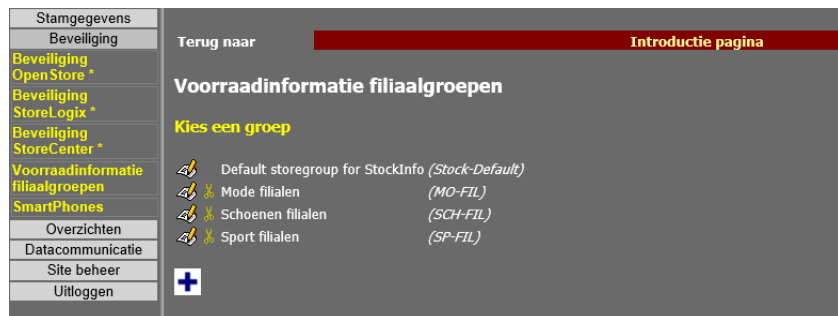 Stamgegevens
Beveiliging
Beveiliging
OpenStore *
Beveiliging
StoreLogix *
Beveiliging
StoreCenter *
Voorraadinformatie
filiaalgroepen
SmartPhones
Overzichten
Datacommunicatie
Site beheer
Uitloggen
Terug naar Introductie pagina
Voorraadinformatie filiaalgroepen
Kies een groep
Default storegroup for StockInfo (Stock-Default)
Mode filialen (MO-FIL)
Schoenen filialen (SCH-FIL)
Sport filialen (SP-FIL)